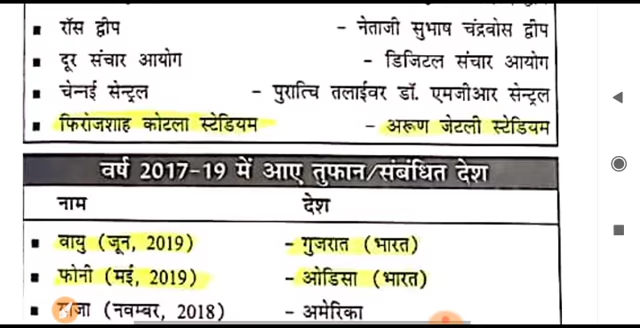 ▪ रॉस द्वीप - नेताजी सुभाष चंद्रबोस द्वीप
▪ दूर संचार आयोग - डिजिटल संचार आयोग
▪ चेन्नई सेन्ट्रल - पुरात्चि तलाईवर डॉ. एमजीआर सेन्ट्रल
▪ फिरोजशाह कोटला स्टेडियम - अरूण जेटली स्टेडियम
वर्ष 2017-19 में आए तुफान/संबंधित देश
नाम देश
▪ वायु (जून, 2019) - गुजरात (भारत)
▪ फोनी (मई, 2019) - ओडिसा (भारत)
▪ (नवम्बर, 2018) - अमेरिका